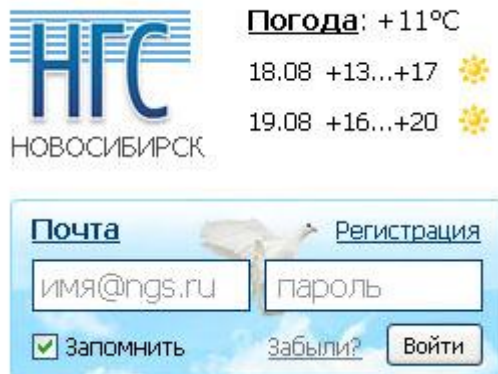 НГС
НОВОСИБИРСК
Погода: +11°C
18.08 +13...+17
19.08 +16...+20
Почта Регистрация
имя@ngs.ru пароль
Запомнить Забыли? Войти